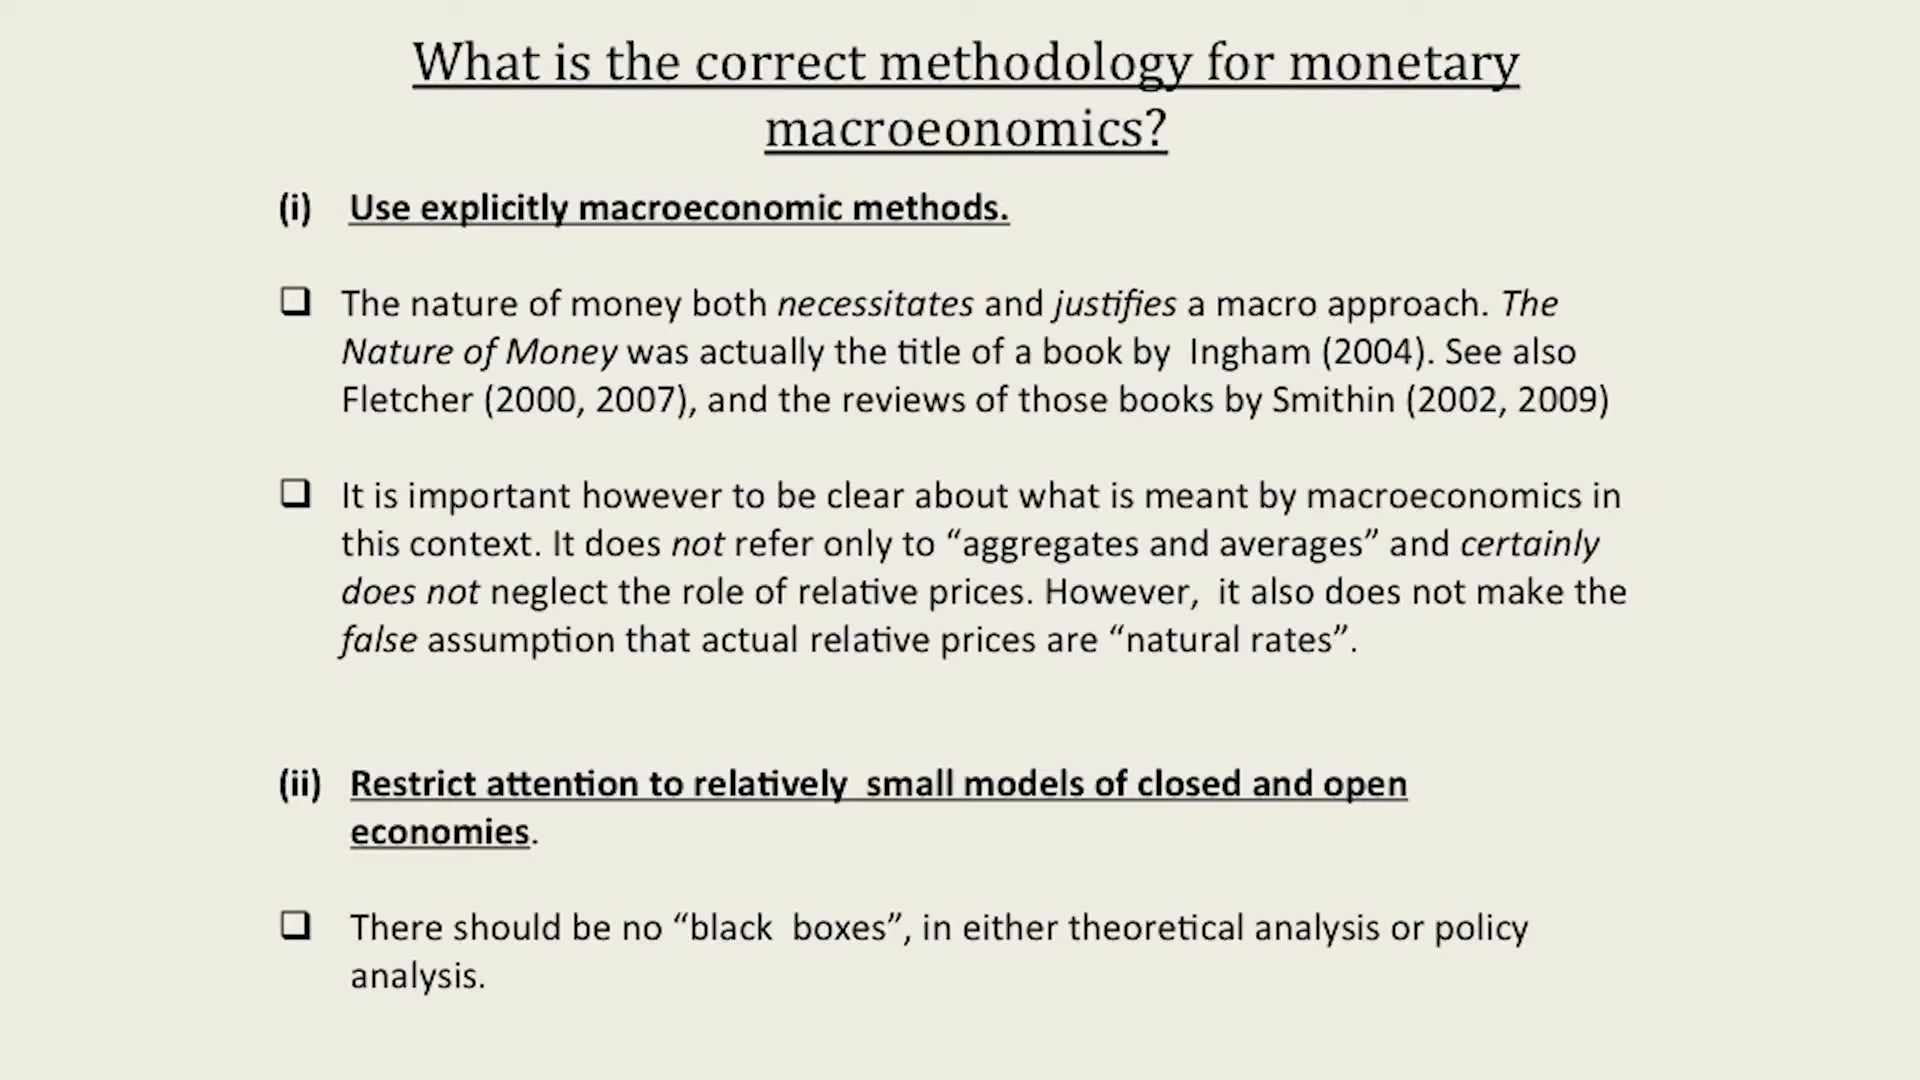 What is the correct methodology for monetary
macroeonomics?
(i) Use explicitly macroeconomic methods.
❑ The nature of money both necessitates and justifies a macro approach. The
Nature of Money was actually the title of a book by Ingham (2004). See also
Fletcher (2000, 2007), and the reviews of those books by Smithin (2002, 2009)
❑ It is important however to be clear about what is meant by macroeconomics in
this context. It does not refer only to “aggregates and averages” and certainly
does not neglect the role of relative prices. However, it also does not make the
false assumption that actual relative prices are “natural rates”.
(ii) Restrict attention to relatively small models of closed and open
economies.
❑ There should be no “black boxes”, in either theoretical analysis or policy
analysis.